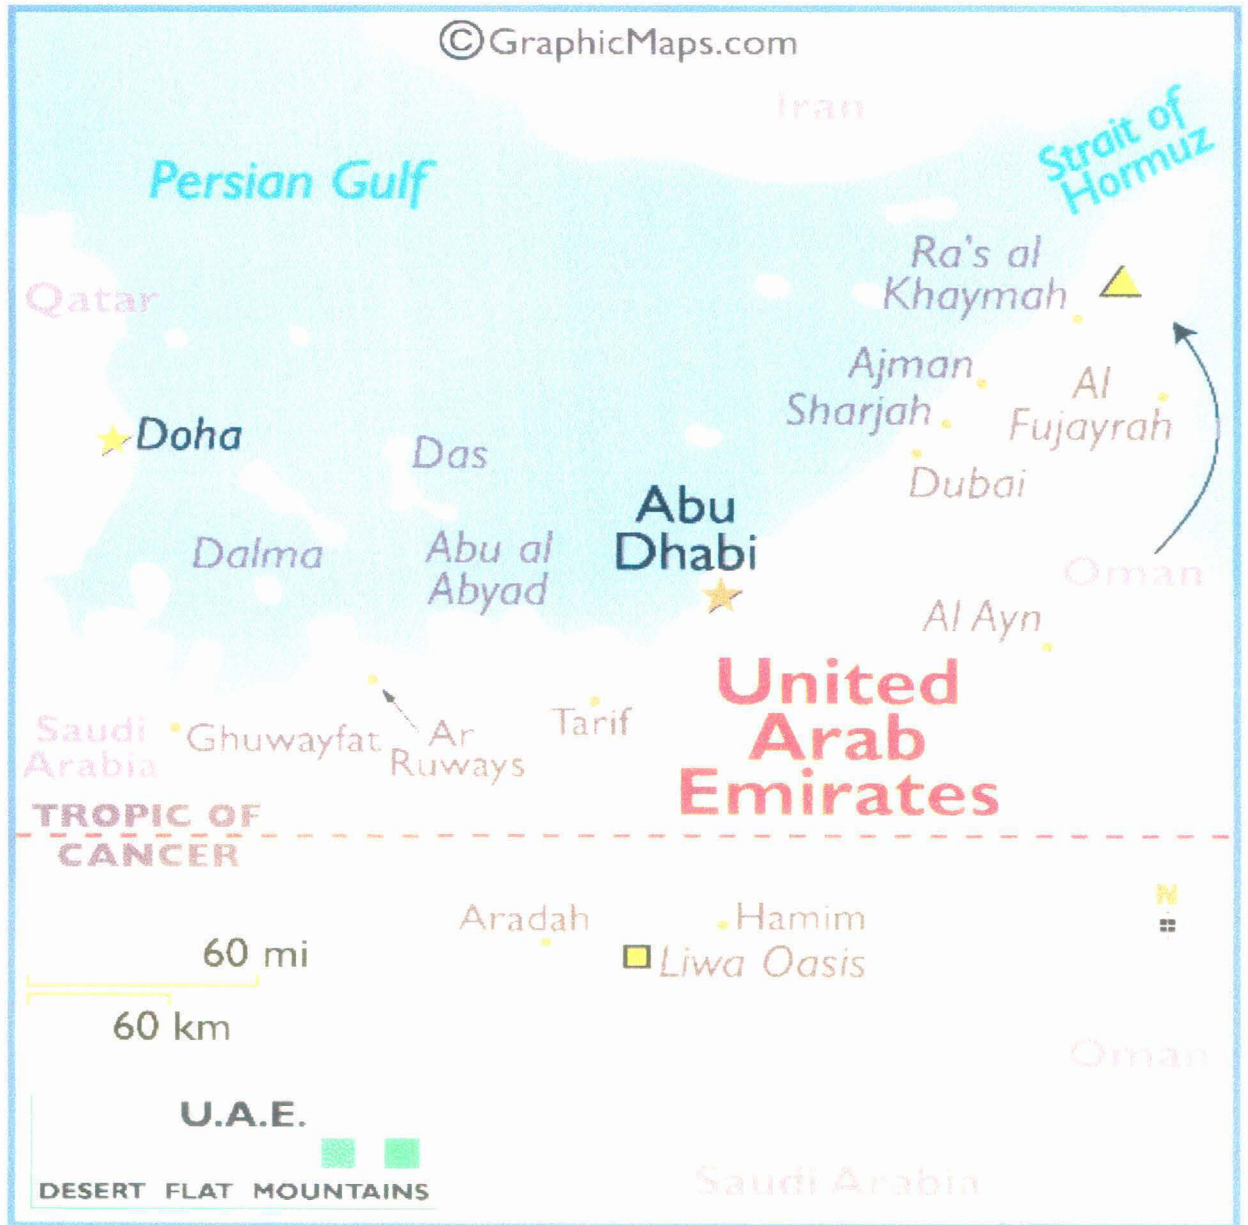 ©GraphicMaps.com
Iran
Strait of
Hormuz
Persian Gulf
Ra's al
Khaymah
Qatar
Ajman
Al
Fujayrah
Sharjah
Doha
Das
Dubai
Abu
Dhabi
Dalma
Abu al
Abyad
Oman
Al Ayn
United
Arab
Emirates
Tarif
Saudi
Arabia
Ghuwayfat
Ar
Ruways
TROPIC OF
CANCER
N
Aradah
Hamim
Liwa Oasis
60 mi
60 km
Oman
U.A.E.
DESERT FLAT MOUNTAINS
Saudi Arabia